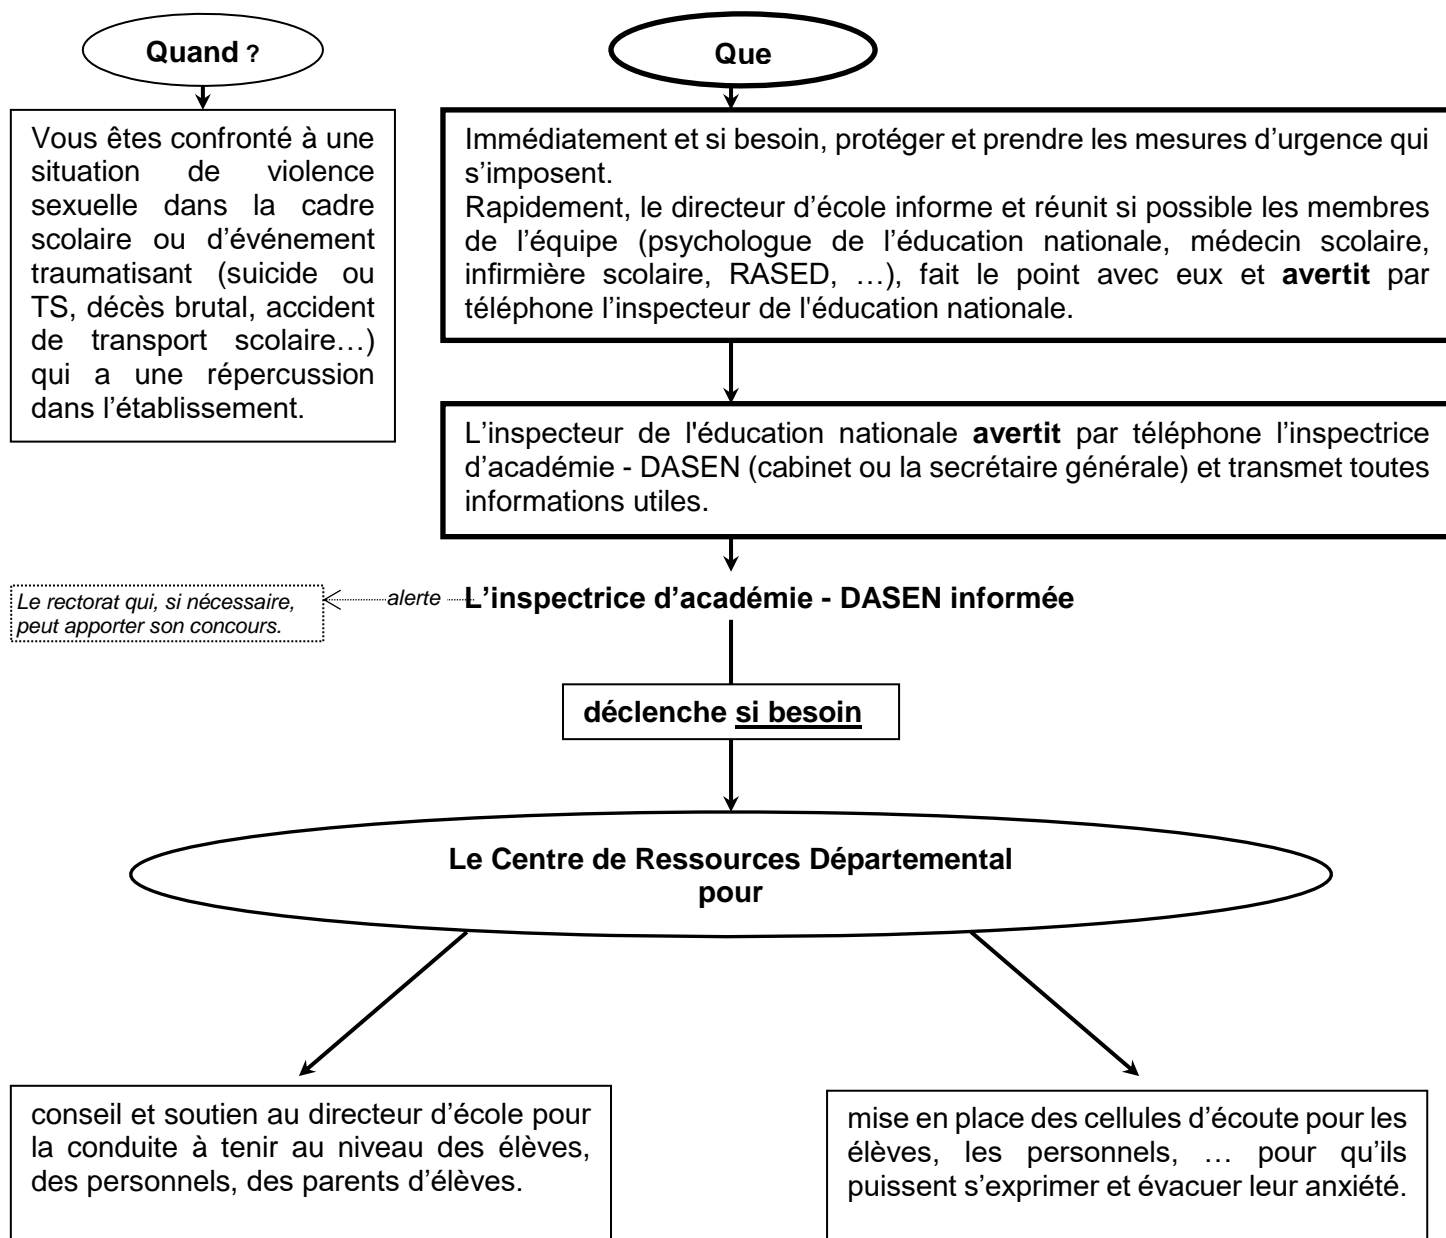 Quand ?
Vous êtes confronté à une
situation de violence
sexuelle dans la cadre
scolaire ou d’événement
traumatisant (suicide ou
TS, décès brutal, accident
de transport scolaire…)
qui a une répercussion
dans l’établissement.
Que
Immédiatement et si besoin, protéger et prendre les mesures d’urgence qui
s’imposent.
Rapidement, le directeur d’école informe et réunit si possible les membres
de l’équipe (psychologue de l’éducation nationale, médecin scolaire,
infirmière scolaire, RASED, …), fait le point avec eux et avertit par
téléphone l’inspecteur de l'éducation nationale.
L’inspecteur de l'éducation nationale avertit par téléphone l’inspectrice
d’académie - DASEN (cabinet ou la secrétaire générale) et transmet toutes
informations utiles.
Le rectorat qui, si nécessaire,
peut apporter son concours.
alerte
L’inspectrice d’académie - DASEN informée
déclenche si besoin
Le Centre de Ressources Départemental
pour
conseil et soutien au directeur d’école pour
la conduite à tenir au niveau des élèves,
des personnels, des parents d’élèves.
mise en place des cellules d’écoute pour les
élèves, les personnels, … pour qu’ils
puissent s’exprimer et évacuer leur anxiété.